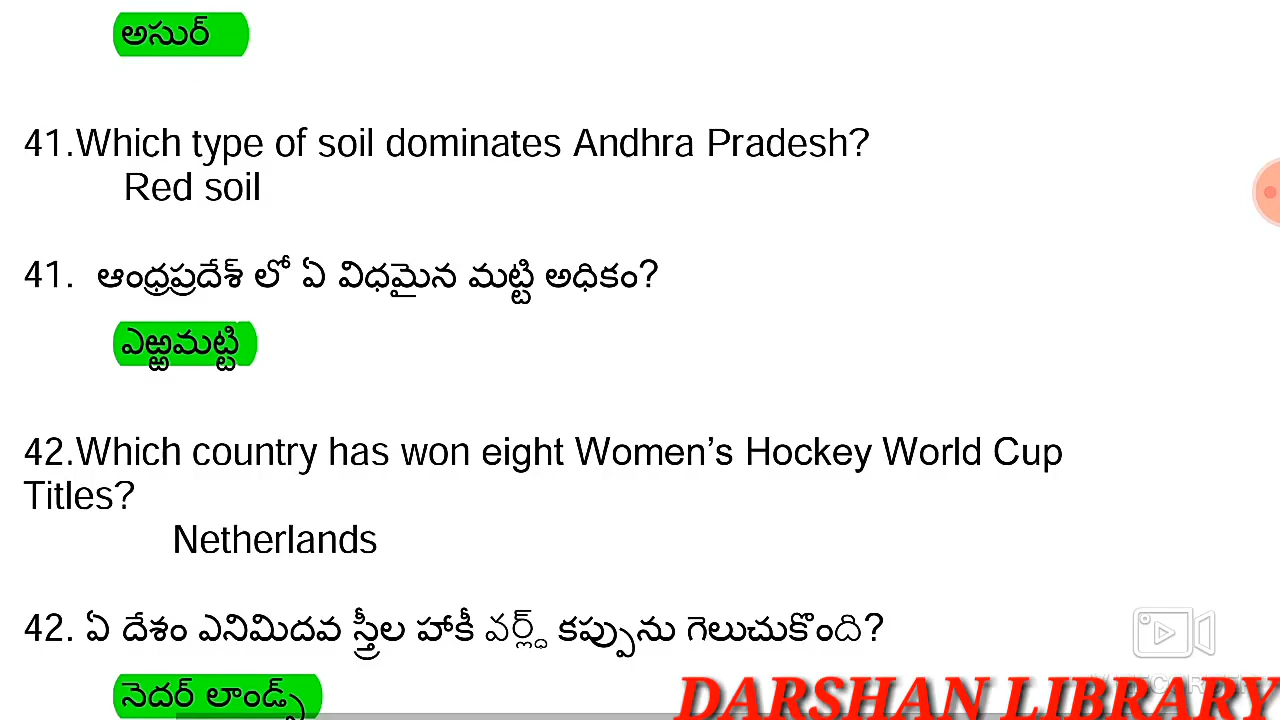 అసుర్
41.Which type of soil dominates Andhra Pradesh?
Red soil
41. ఆంధ్రప్రదేశ్ లో ఏ విధమైన మట్టి అధికం?
ఎఱ్ఱమట్టి
42.Which country has won eight Women's Hockey World Cup
Titles?
Netherlands
42. ఏ దేశం ఎనిమిదవ స్త్రీల హాకీ వర్ల్డ్ కప్పును గెలుచుకొంది?
నెదర్ లాండ్స్
DARSHAN LIBRARY